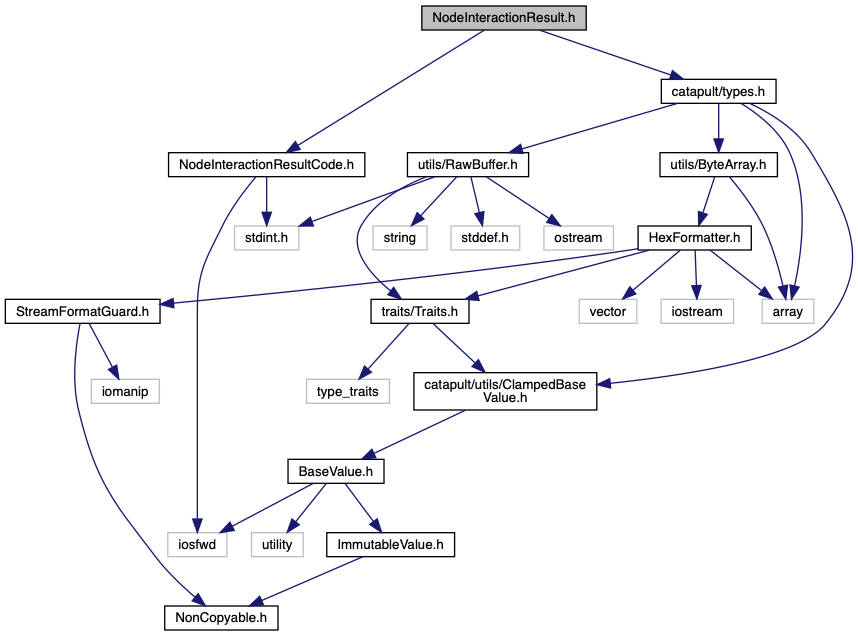 NodeInteractionResult.h
catapult/types.h
NodeInteractionResultCode.h
utils/RawBuffer.h
utils/ByteArray.h
stdint.h
string
stddef.h
ostream
HexFormatter.h
StreamFormatGuard.h
traits/Traits.h
vector
iostream
array
iomanip
type_traits
catapult/utils/ClampedBase
Value.h
BaseValue.h
iosfwd
utility
ImmutableValue.h
NonCopyable.h